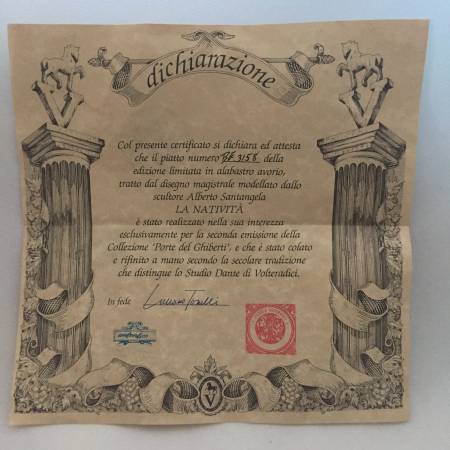 dichiarazione
Col presente certificato si dichiara ed attesta
che il piatto numero 3158 della
edizione limitata in alabastro avorio,
tratto dal disegno magistrale modellato dallo
scultore Alberto Santangela
LA NATIVITÀ
è stato realizzato nella sua interezza
esclusivamente per la seconda emissione della
Collezione 'Porte del Ghiberti', e che è stato colato
e rifinito a mano secondo la secolare tradizione
che distingue lo Studio Dante di Volteradici.
In fede
V